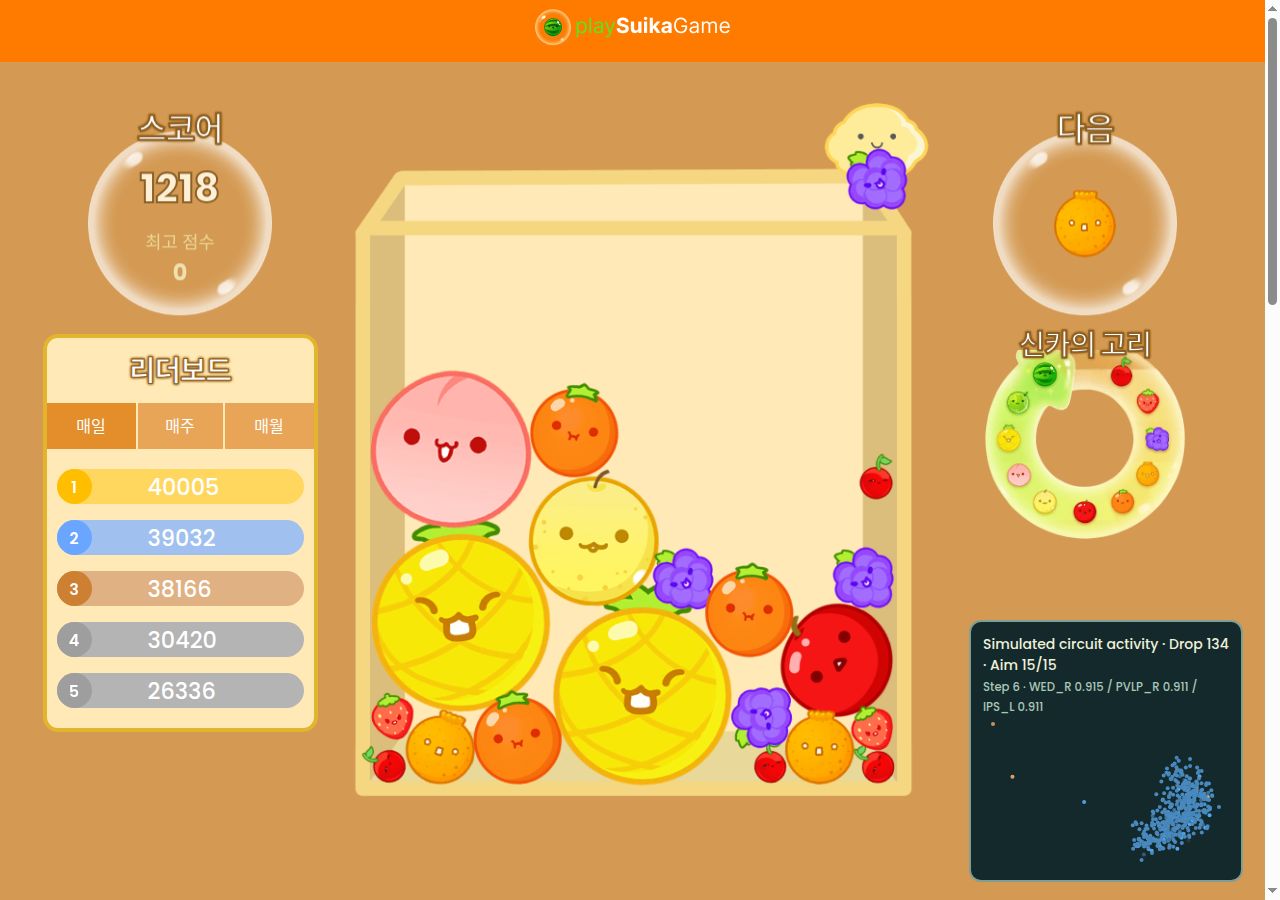 playSuikaGame
스코어
1218
최고 점수
0
리더보드
매일 매주 매월
1 40005
2 39032
3 38166
4 30420
5 26336
다음
신카의 고리
Simulated circuit activity · Drop 134
· Aim 15/15
Step 6 · WED_R 0.915 / PVLP_R 0.911 /
IPS_L 0.911